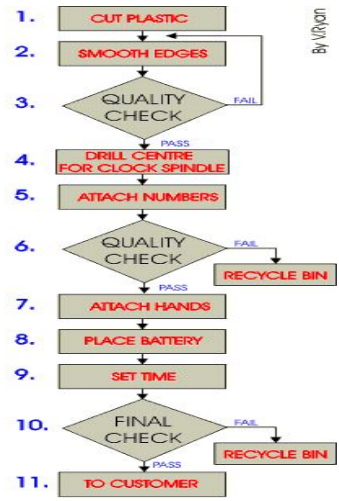 By V.Ryan
1. CUT PLASTIC
2. SMOOTH EDGES
3. QUALITY
CHECK
FAIL
PASS
4. DRILL CENTRE
FOR CLOCK SPINDLE
5. ATTACH NUMBERS
6. QUALITY
CHECK
FAIL
RECYCLE BIN
PASS
7. ATTACH HANDS
8. PLACE BATTERY
9. SET TIME
10. FINAL
CHECK
FAIL
RECYCLE BIN
PASS
11. TO CUSTOMER